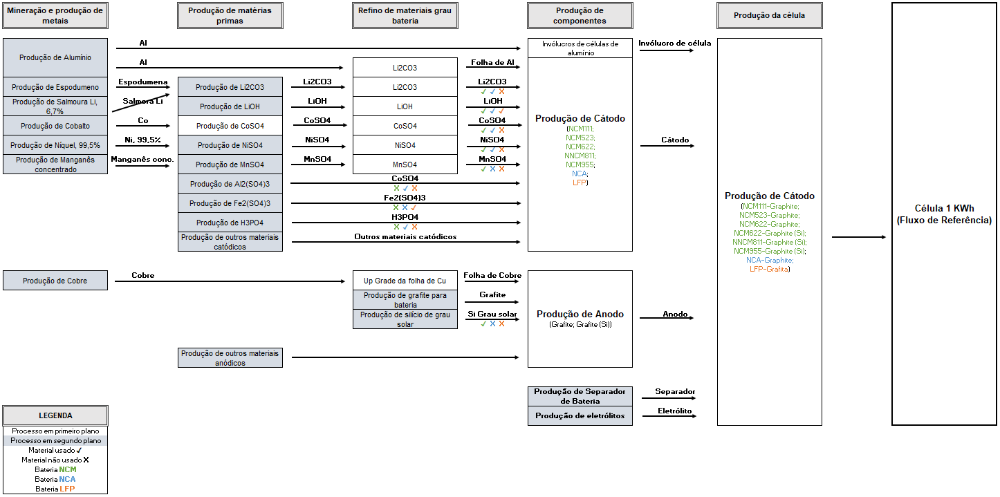 Mineração e produção de
metais
Produção de matérias
primas
Refino de materiais grau
bateria
Produção de
componentes
Produção da célula
Produção de Alumínio
Al
Al
Invólucros de células de
alumínio
Invólucro de célula
Li2CO3
Folha de Al
Produção de Espodumeno
Espodumena
Produção de Li2CO3
Li2CO3
Li2CO3
Li2CO3
✓ ✓ X
Produção de Salmoura Li,
6,7%
Salmora Li
Produção de LiOH
LiOH
LiOH
LiOH
✓ ✓ ✓
Produção de Cobalto
Co
Produção de CoSO4
CoSO4
CoSO4
CoSO4
✓ ✓ X
Produção de Níquel, 99,5%
Ni, 99,5%
Produção de NiSO4
NiSO4
NiSO4
NiSO4
✓ ✓ X
Produção de Manganês
concentrado
Manganês conc.
Produção de MnSO4
MnSO4
MnSO4
MnSO4
✓ X X
Produção de Al2(SO4)3
CoSO4
X ✓ X
Produção de Fe2(SO4)3
Fe2(SO4)3
X X ✓
Produção de H3PO4
H3PO4
X ✓ X
Produção de outros materiais
catódicos
Outros materiais catódicos
Produção de Cátodo
(NCM111;
NCM523;
NCM622;
NNCM811;
NCM955;
NCA;
LFP)
Cátodo
Produção de Cobre
Cobre
Up Grade da folha de Cu
Folha de Cobre
Produção de grafite para
bateria
Grafite
Produção de silício de grau
solar
Si Grau solar
✓ X X
Produção de outros materiais
anódicos
Produção de Anodo
(Grafite; Grafite (Si))
Anodo
Produção de Separador
de Bateria
Separador
Produção de eletrólitos
Eletrólito
Produção de Cátodo
(NCM111-Graphite;
NCM523-Graphite;
NCM622-Graphite;
NCM622-Graphite (Si);
NNCM811-Graphite (Si);
NCM955-Graphite (Si);
NCA-Graphite;
LFP-Grafita)
Célula 1 KWh
(Fluxo de Referência)
LEGENDA
Processo em primeiro plano
Processo em segundo plano
Material usado ✓
Material não usado X
Bateria NCM
Bateria NCA
Bateria LFP